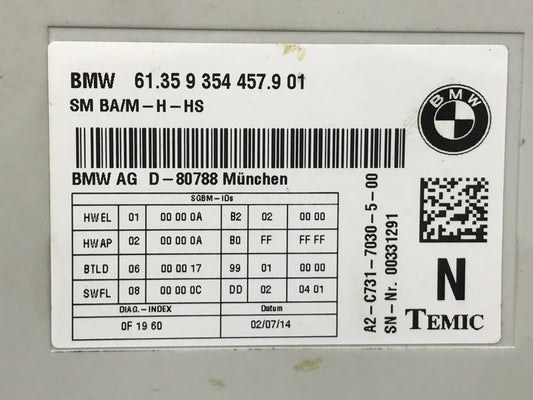 BMW 61.35 9 354 457.9 01
SM BA/M-H-HS
BMW
BMW AG D-80788 München
SGBM-IDs
HWEL 01 00 00 0A B2 02 00 00
HWAP 02 00 00 0A B0 FF FF FF
BTLD 06 00 00 17 99 01 00 00
SWFL 08 00 00 0C DD 02 04 01
DIAG.-INDEX Datum
0F 19 60 02/07/14
A2-C731-7030-5-00
SN-Nr. 00331291
N
TEMIC